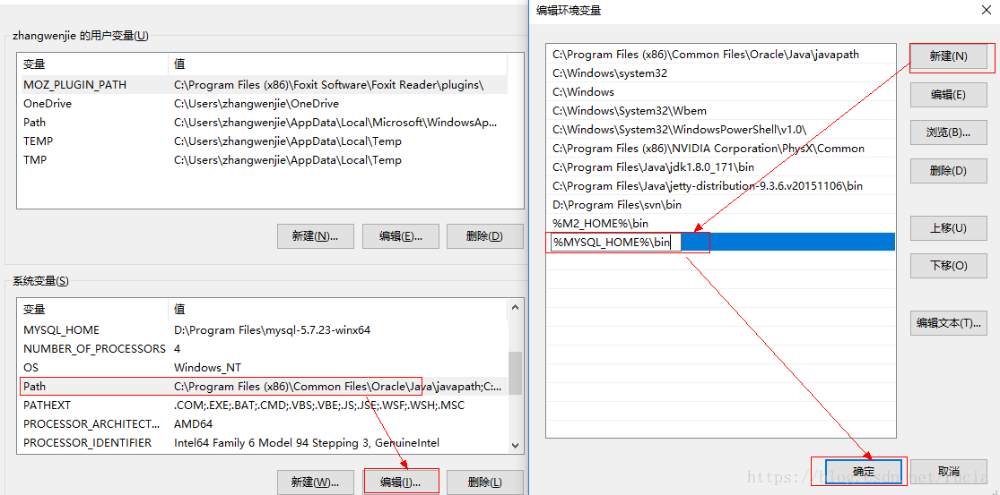 zhangwenjie 的用户变量(U)
变量 值
MOZ_PLUGIN_PATH C:\Program Files (x86)\Foxit Software\Foxit Reader\plugins\
OneDrive C:\Users\zhangwenjie\OneDrive
Path C:\Users\zhangwenjie\AppData\Local\Microsoft\WindowsAp...
TEMP C:\Users\zhangwenjie\AppData\Local\Temp
TMP C:\Users\zhangwenjie\AppData\Local\Temp
新建(N)... 编辑(E)... 删除(D)
系统变量(S)
变量 值
MYSQL_HOME D:\Program Files\mysql-5.7.23-winx64
NUMBER_OF_PROCESSORS 4
OS Windows_NT
Path C:\Program Files (x86)\Common Files\Oracle\Java\javapath;C:...
PATHEXT .COM;.EXE;.BAT;.CMD;.VBS;.VBE;.JS;.JSE;.WSF;.WSH;.MSC
PROCESSOR_ARCHITECT... AMD64
PROCESSOR_IDENTIFIER Intel64 Family 6 Model 94 Stepping 3, GenuineIntel
新建(W)... 编辑(I)... 删除(L)
编辑环境变量
C:\Program Files (x86)\Common Files\Oracle\Java\javapath
C:\Windows\system32
C:\Windows
C:\Windows\System32\Wbem
C:\Windows\System32\WindowsPowerShell\v1.0\
C:\Program Files (x86)\NVIDIA Corporation\PhysX\Common
C:\Program Files\Java\jdk1.8.0_171\bin
C:\Program Files\Java\jetty-distribution-9.3.6.v20151106\bin
D:\Program Files\svn\bin
%M2_HOME%\bin
%MYSQL_HOME%\bin
新建(N)
编辑(E)
浏览(B)...
删除(D)
上移(U)
下移(O)
编辑文本(T)...
确定 取消